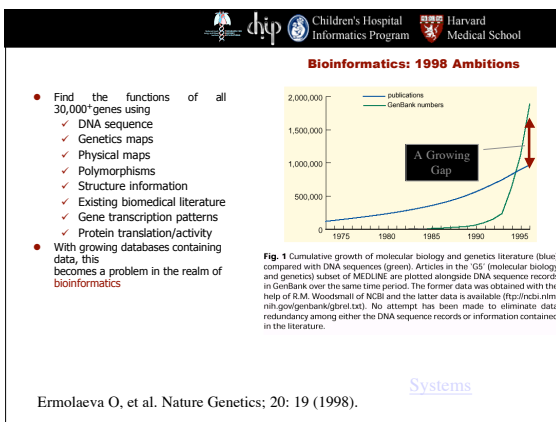 chip
Children's Hospital
Informatics Program
Harvard
Medical School
Bioinformatics: 1998 Ambitions
Find the functions of all
30,000+genes using
DNA sequence
Genetics maps
Physical maps
Polymorphisms
Structure information
Existing biomedical literature
Gene transcription patterns
Protein translation/activity
With growing databases containing
data, this
becomes a problem in the realm of
bioinformatics
2,000,000
1,500,000
1,000,000
500,000
0
publications
GenBank numbers
A Growing
Gap
1975 1980 1985 1990 1995
Fig. 1 Cumulative growth of molecular biology and genetics literature (blue)
compared with DNA sequences (green). Articles in the 'G5' (molecular biology
and genetics) subset of MEDLINE are plotted alongside DNA sequence records
in GenBank over the same time period. The former data was obtained with the
help of R.M. Woodsmall of NCBI and the latter data is available (ftp://ncbi.nlm.
nih.gov/genbank/gbrel.txt). No attempt has been made to eliminate data
redundancy among either the DNA sequence records or information contained
in the literature.
Systems
Ermolaeva O, et al. Nature Genetics; 20: 19 (1998).